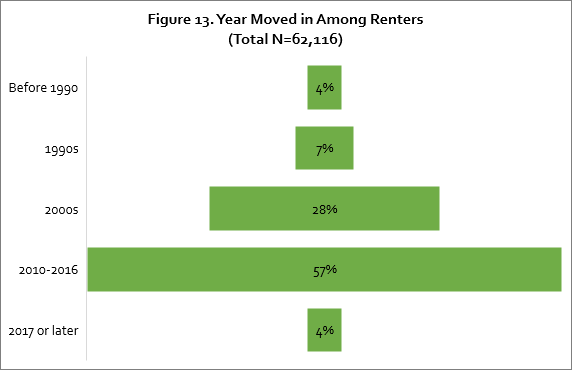 Figure 13. Year Moved in Among Renters
(Total N=62,116)
Before 1990
4%
1990s
7%
2000s
28%
2010-2016
57%
2017 or later
4%